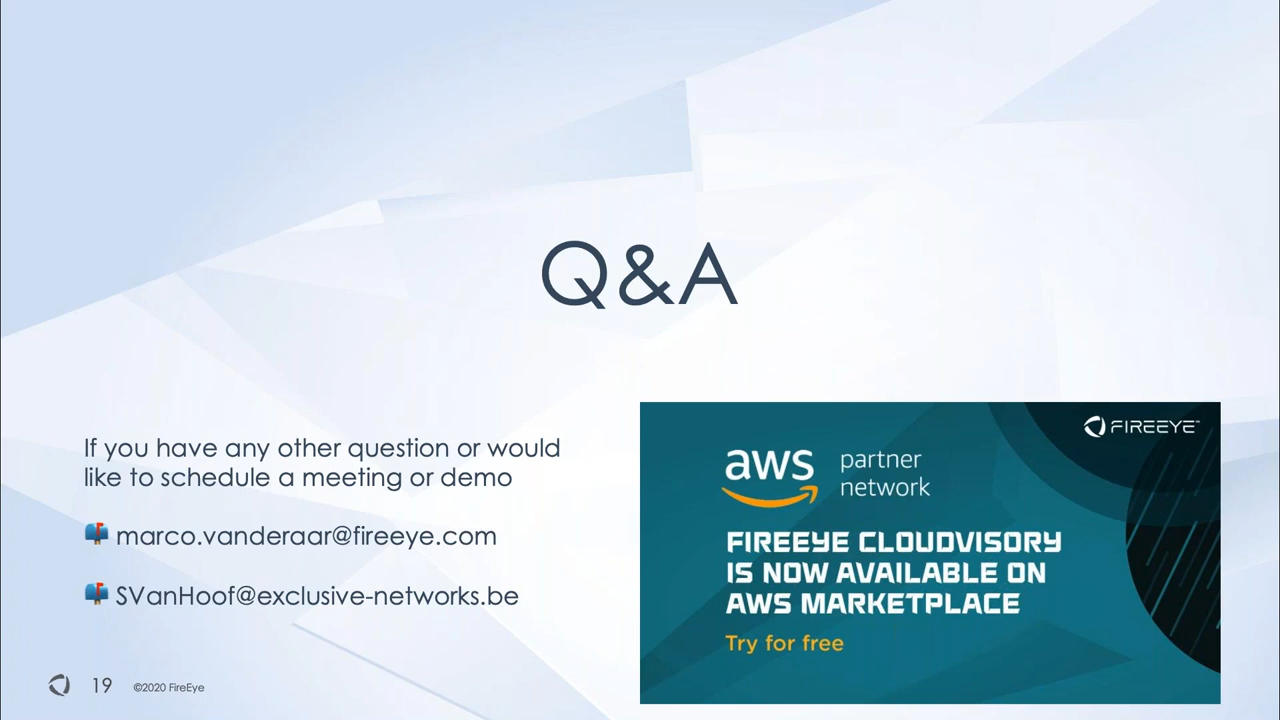 Q&A
If you have any other question or would
like to schedule a meeting or demo
marco.vanderaar@fireeye.com
SVanHoof@exclusive-networks.be
FIREEYE™
aws partner
network
FIREEYE CLOUDVISORY
IS NOW AVAILABLE ON
AWS MARKETPLACE
Try for free
19 ©2020 FireEye